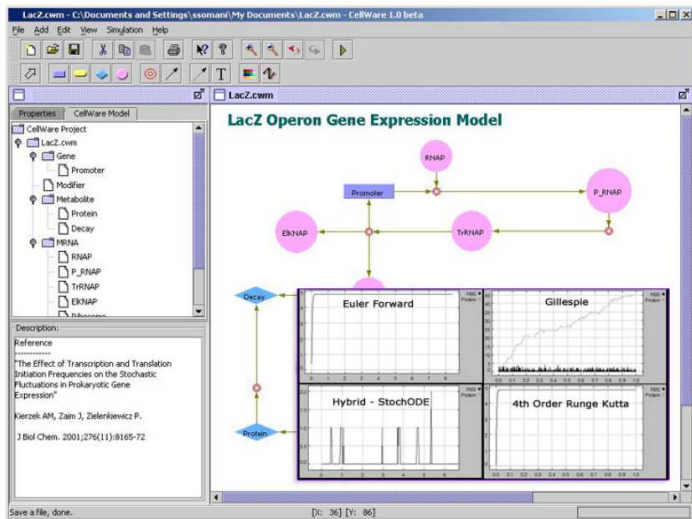 LacZ.cwm - C:\Documents and Settings\ssomani\My Documents\LacZ.cwm - CellWare 1.0 beta
File Add Edit View Simulation Help
Properties CellWare Model
CellWare Project
LacZ.cwm
Gene
Promoter
Modifier
Metabolite
Protein
Decay
MRNA
RNAP
P_RNAP
TrRNAP
ElKNAP
Ribosome
Description:
Reference
------------
"The Effect of Transcription and Translation
Initiation Frequencies on the Stochastic
Fluctuations in Prokaryotic Gene
Expression"
Kierzek AM, Zaim J, Zielenkiewicz P.
J Biol Chem. 2001;276(11):8165-72
LacZ.cwm
LacZ Operon Gene Expression Model
RNAP
Promoter
P_RNAP
ElKNAP
TrRNAP
Decay
Protein
Euler Forward
Gillespie
Hybrid - StochODE
4th Order Runge Kutta
Save a file, done.
[X: 36] [Y: 86]